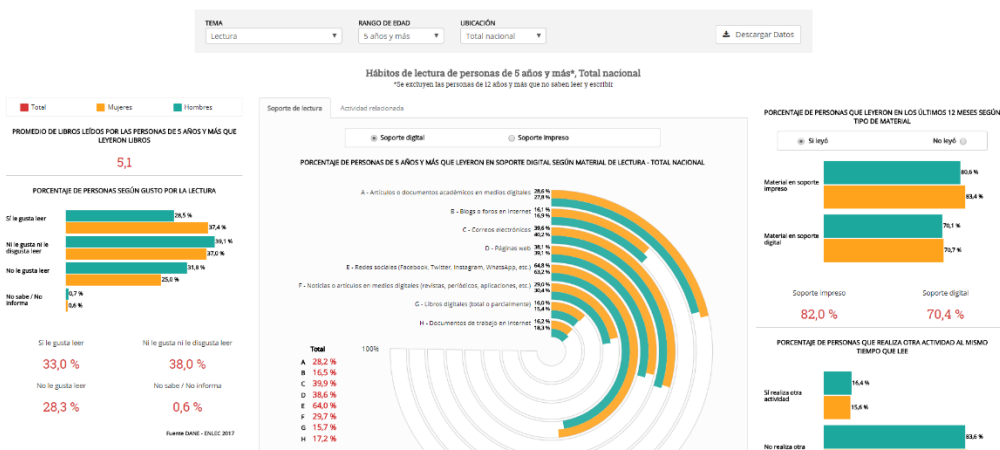 TEMA
Lectura
RANGO DE EDAD
5 años y más
UBICACIÓN
Total nacional
Descargar Datos
Hábitos de lectura de personas de 5 años y más*, Total nacional
*Se excluyen las personas de 12 años y más que no saben leer y escribir
Total
Mujeres
Hombres
PROMEDIO DE LIBROS LEÍDOS POR LAS PERSONAS DE 5 AÑOS Y MÁS QUE
LEYERON LIBROS
5,1
PORCENTAJE DE PERSONAS SEGÚN GUSTO POR LA LECTURA
Sí le gusta leer
28,5 %
37,4 %
Ni le gusta ni le
disgusta leer
39,1 %
37,0 %
No le gusta leer
31,8 %
25,0 %
No sabe / No
informa
0,7 %
0,6 %
Sí le gusta leer
33,0 %
Ni le gusta ni le disgusta leer
38,0 %
No le gusta leer
28,3 %
No sabe / No informa
0,6 %
Fuente DANE - ENLEC 2017
Soporte de lectura
Actividad relacionada
Soporte digital
Soporte impreso
PORCENTAJE DE PERSONAS DE 5 AÑOS Y MÁS QUE LEYERON EN SOPORTE DIGITAL SEGÚN MATERIAL DE LECTURA - TOTAL NACIONAL
A - Artículos o documentos académicos en medios digitales
28,6 %
27,8 %
B - Blogs o foros en internet
16,1 %
16,9 %
C - Correos electrónicos
39,6 %
40,2 %
D - Páginas web
38,1 %
39,1 %
E - Redes sociales (Facebook, Twitter, Instagram, WhatsApp, etc.)
64,8 %
63,2 %
F - Noticias o artículos en medios digitales (revistas, periódicos, aplicaciones, etc.)
29,0 %
30,4 %
G - Libros digitales (total o parcialmente)
16,0 %
15,4 %
H - Documentos de trabajo en internet
16,2 %
18,3 %
Total
100%
A 28,2 %
B 16,5 %
C 39,9 %
D 38,6 %
E 64,0 %
F 29,7 %
G 15,7 %
H 17,2 %
PORCENTAJE DE PERSONAS QUE LEYERON EN LOS ÚLTIMOS 12 MESES SEGÚN
TIPO DE MATERIAL
Si leyó
No leyó
Material en soporte
impreso
80,6 %
83,4 %
Material en soporte
digital
70,1 %
70,7 %
Soporte impreso
82,0 %
Soporte digital
70,4 %
PORCENTAJE DE PERSONAS QUE REALIZA OTRA ACTIVIDAD AL MISMO
TIEMPO QUE LEE
Sí realiza otra
actividad
16,4 %
15,6 %
No realiza otra
83,6 %